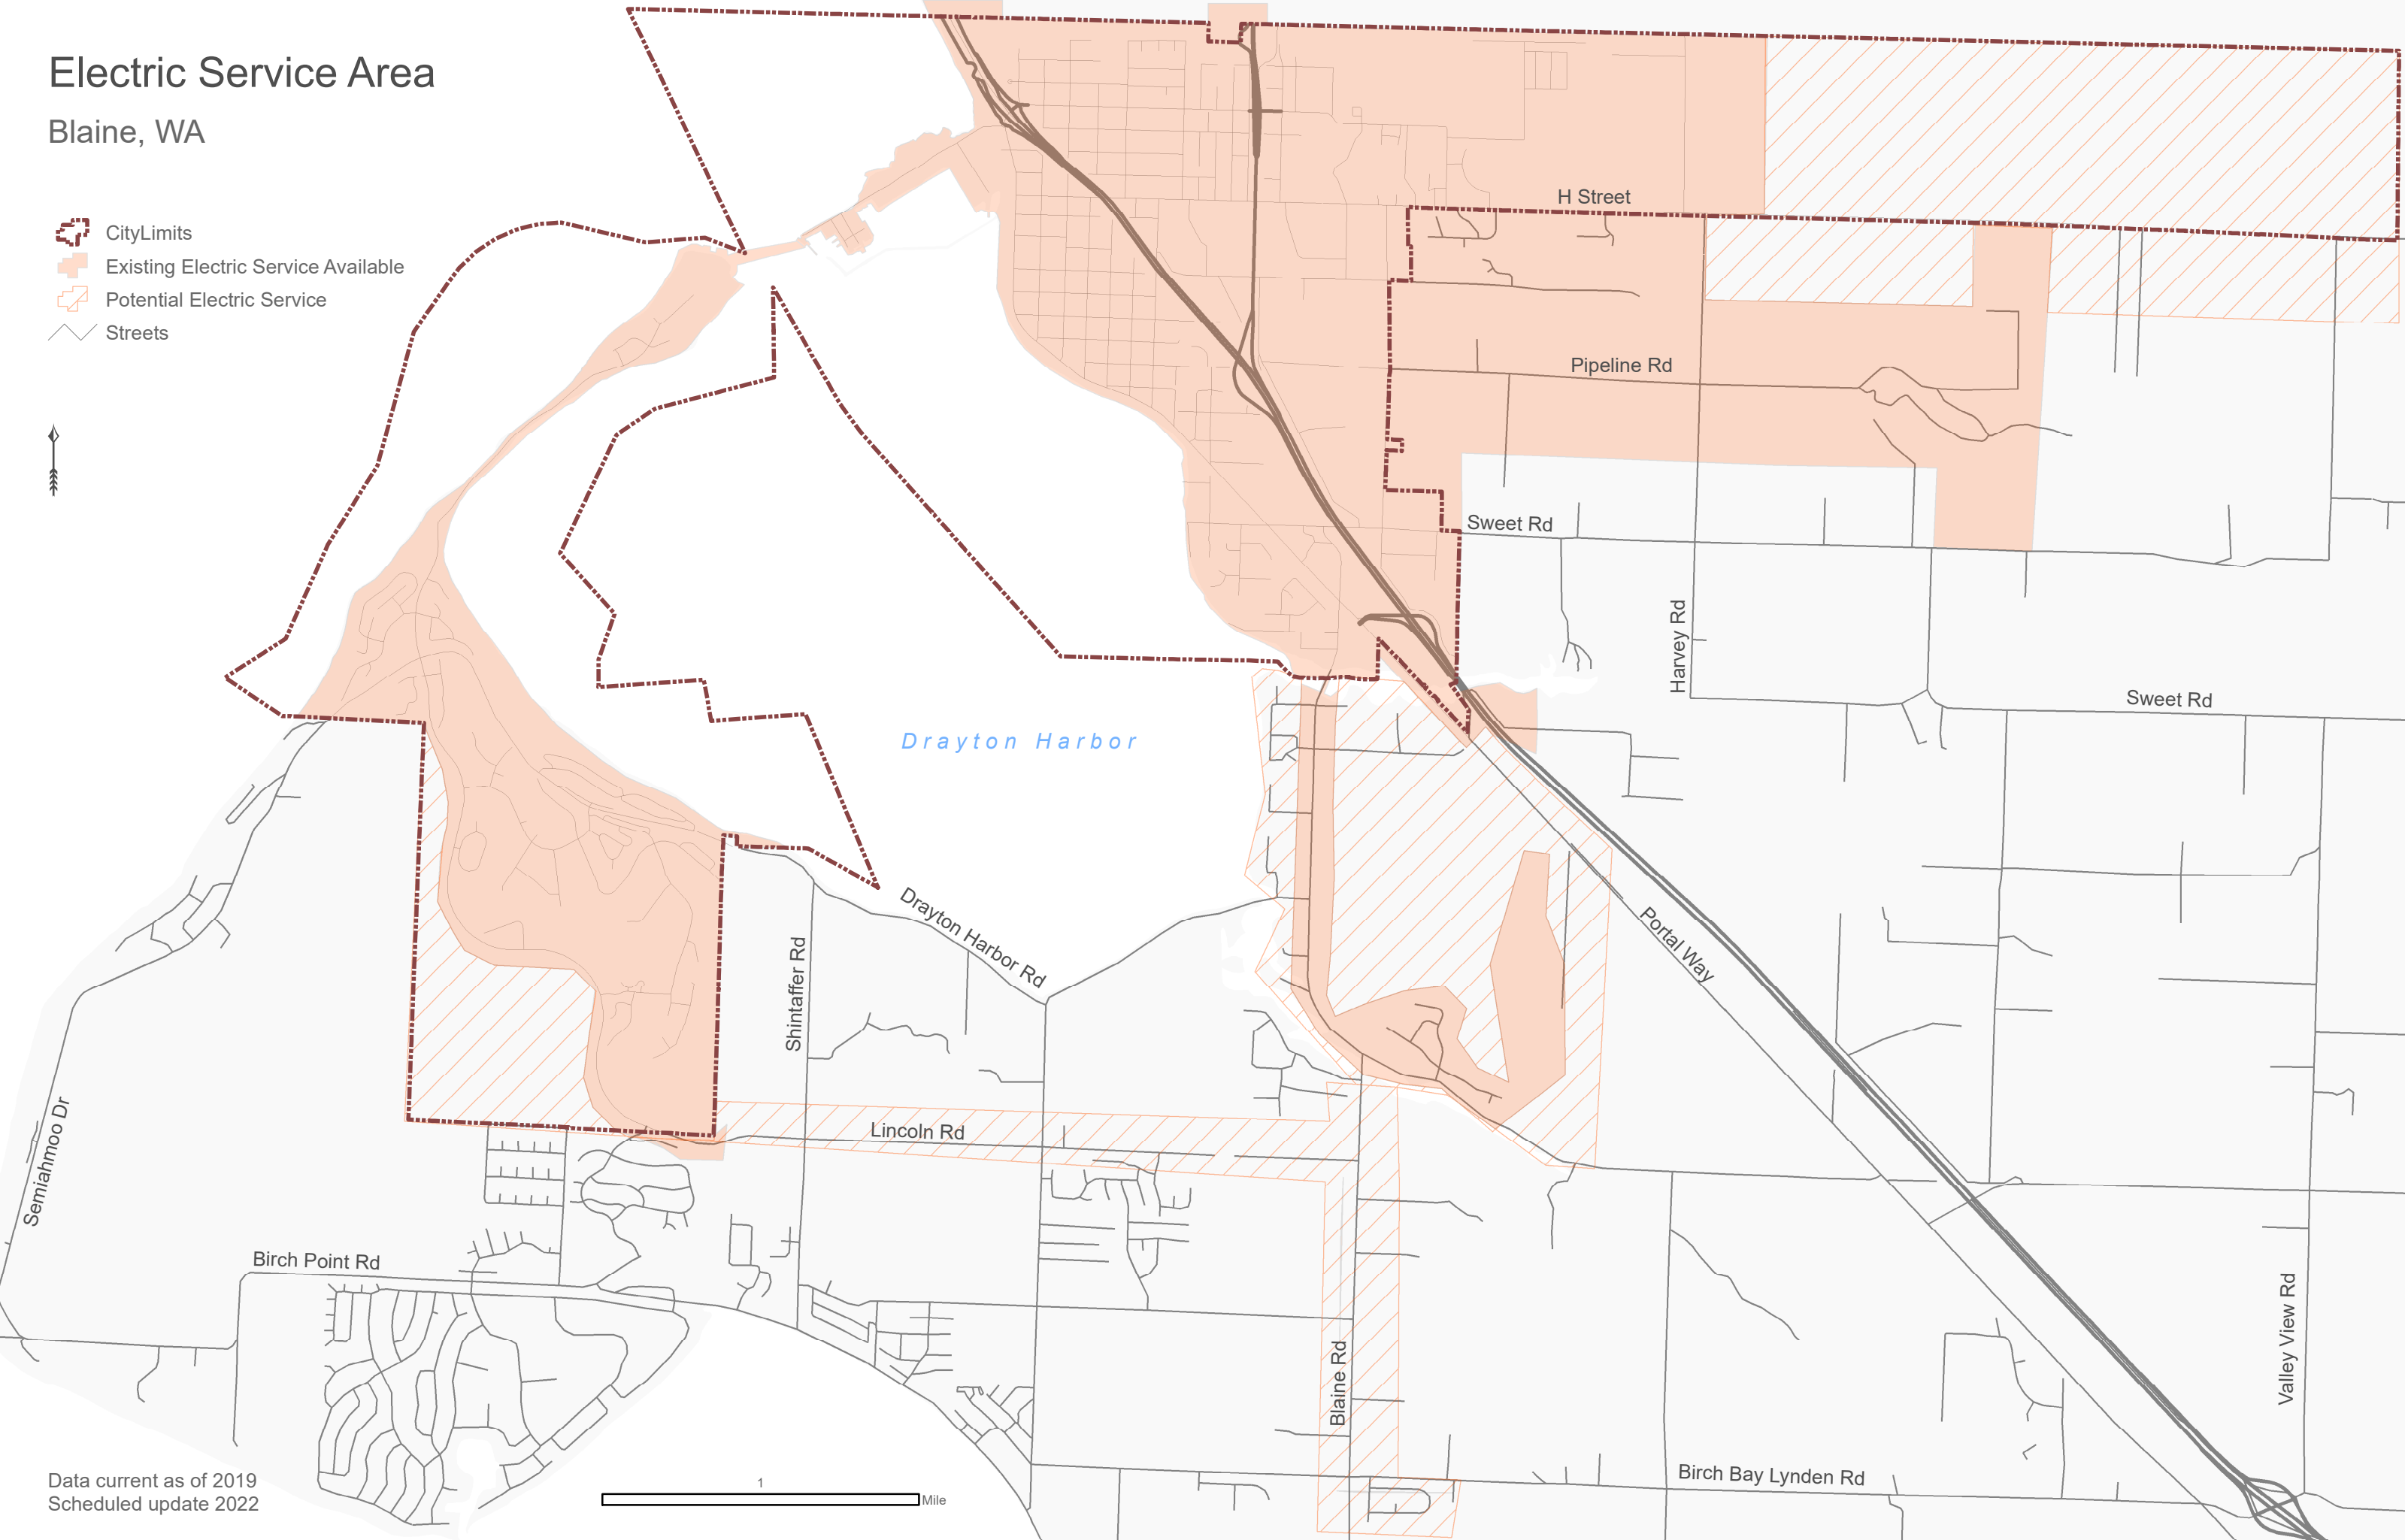 Electric Service Area
Blaine, WA
CityLimits
Existing Electric Service Available
Potential Electric Service
Streets
H Street
Pipeline Rd
Sweet Rd
Harvey Rd
Sweet Rd
Drayton Harbor
Drayton Harbor Rd
Shintaffer Rd
Portal Way
Lincoln Rd
Semiahmoo Dr
Birch Point Rd
Blaine Rd
Valley View Rd
Birch Bay Lynden Rd
Data current as of 2019
Scheduled update 2022
1
Mile